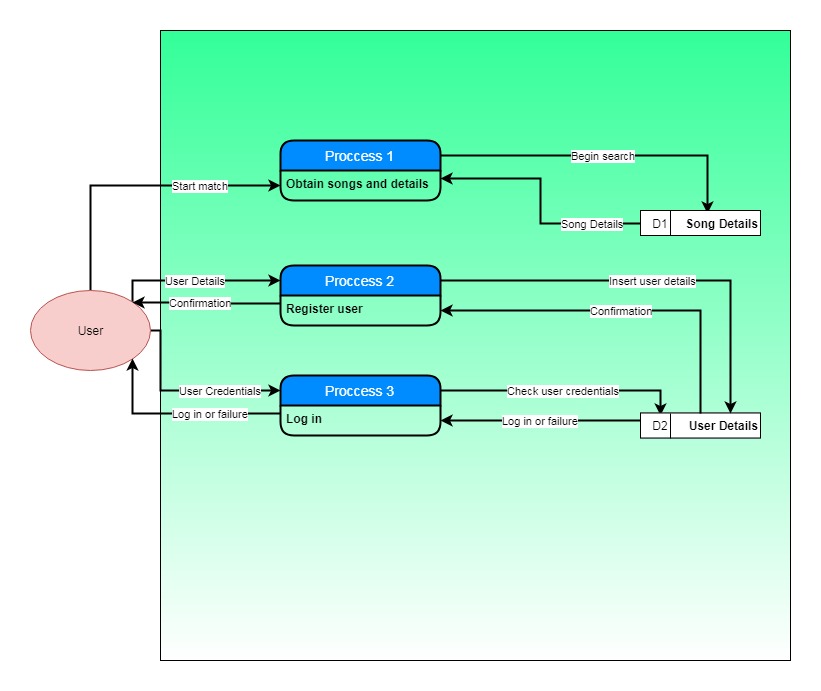 Proccess 1
Begin search
Start match
Obtain songs and details
D1
Song Details
Song Details
User Details
Proccess 2
Insert user details
Confirmation
Register user
Confirmation
User
User Credentials
Proccess 3
Check user credentials
Log in or failure
Log in
Log in or failure
D2
User Details